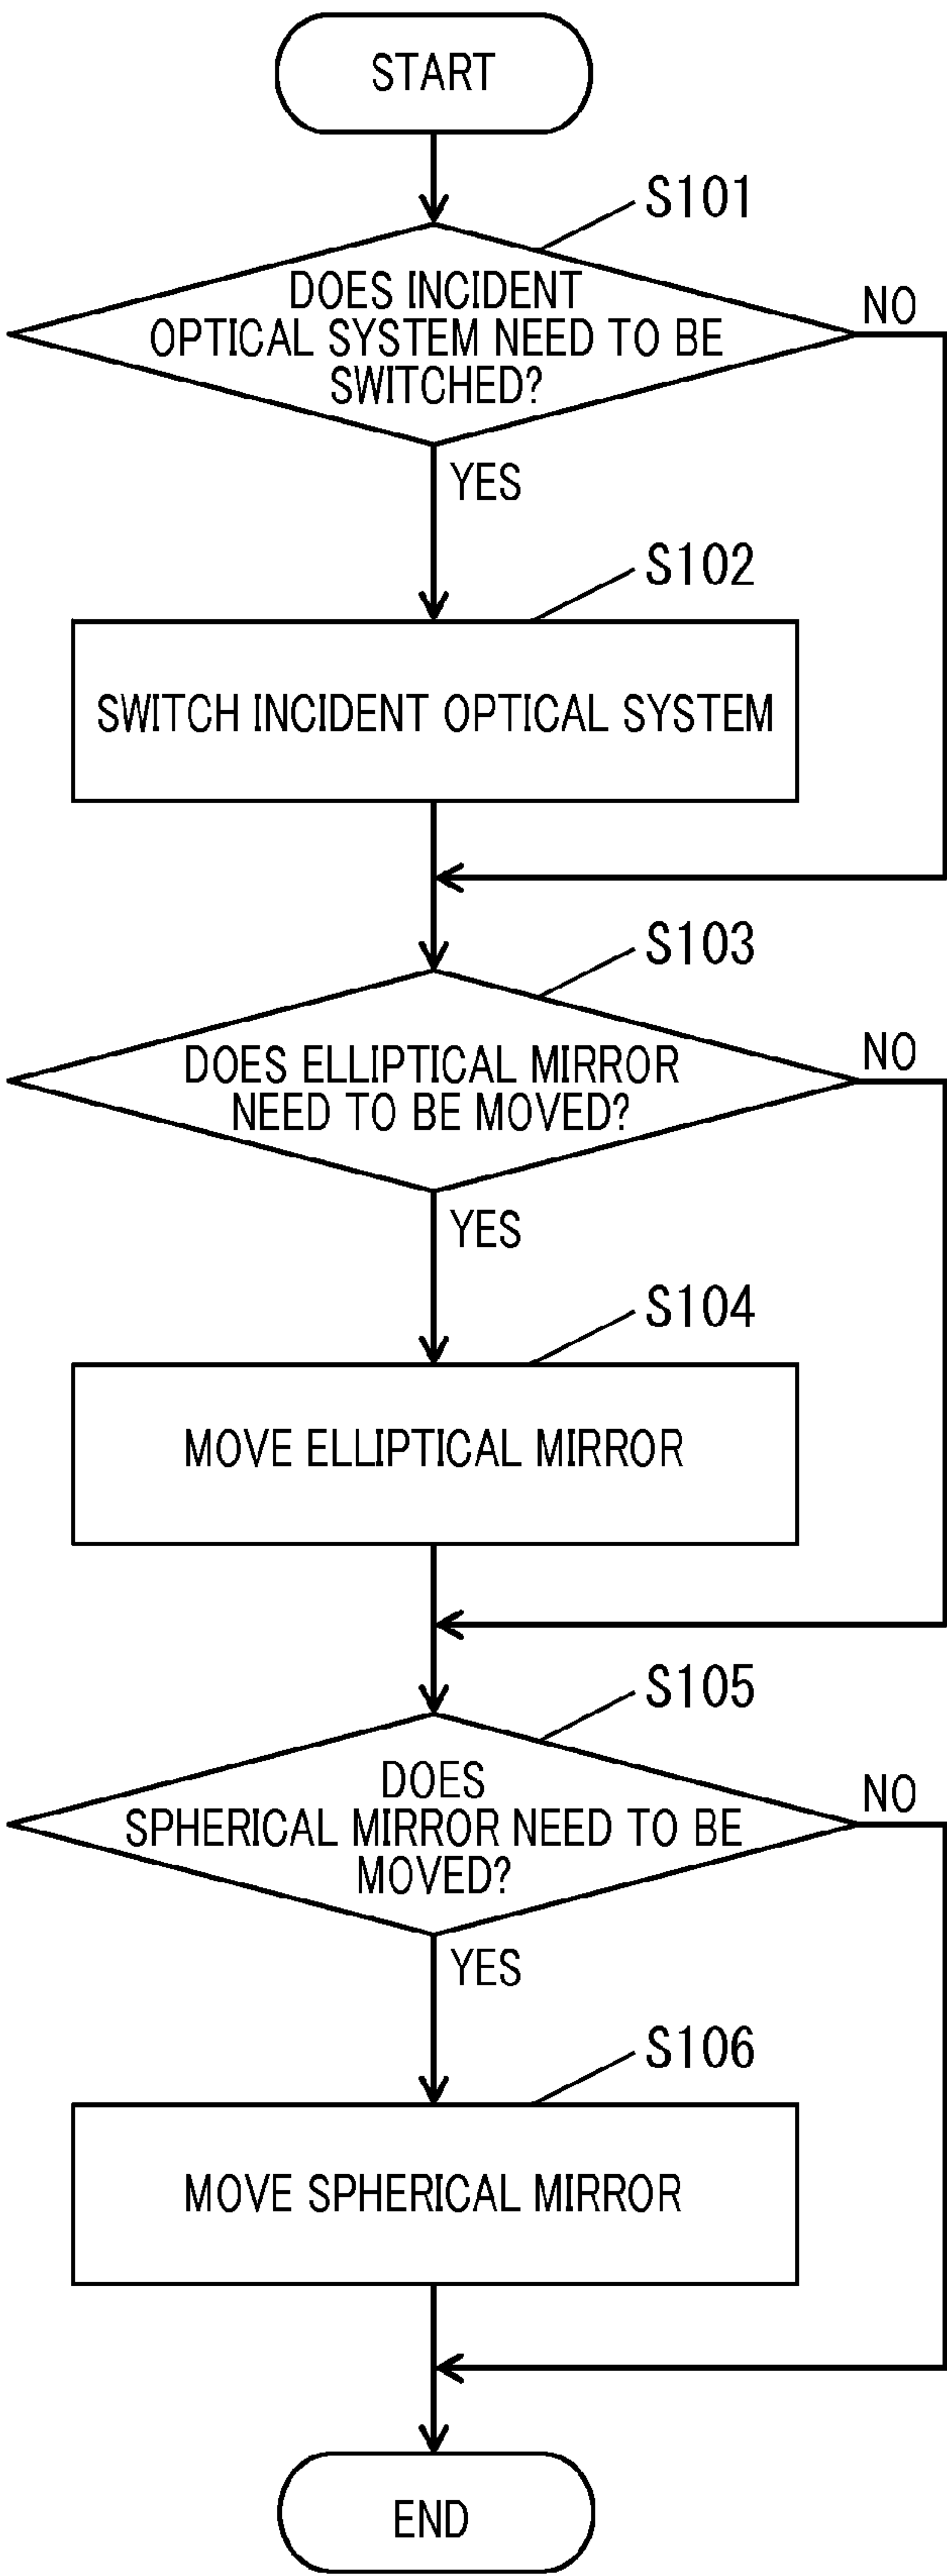 START
S101
DOES INCIDENT
OPTICAL SYSTEM NEED TO BE
SWITCHED?
NO
YES
S102
SWITCH INCIDENT OPTICAL SYSTEM
S103
DOES ELLIPTICAL MIRROR
NEED TO BE MOVED?
NO
YES
S104
MOVE ELLIPTICAL MIRROR
S105
DOES
SPHERICAL MIRROR NEED TO BE
MOVED?
NO
YES
S106
MOVE SPHERICAL MIRROR
END